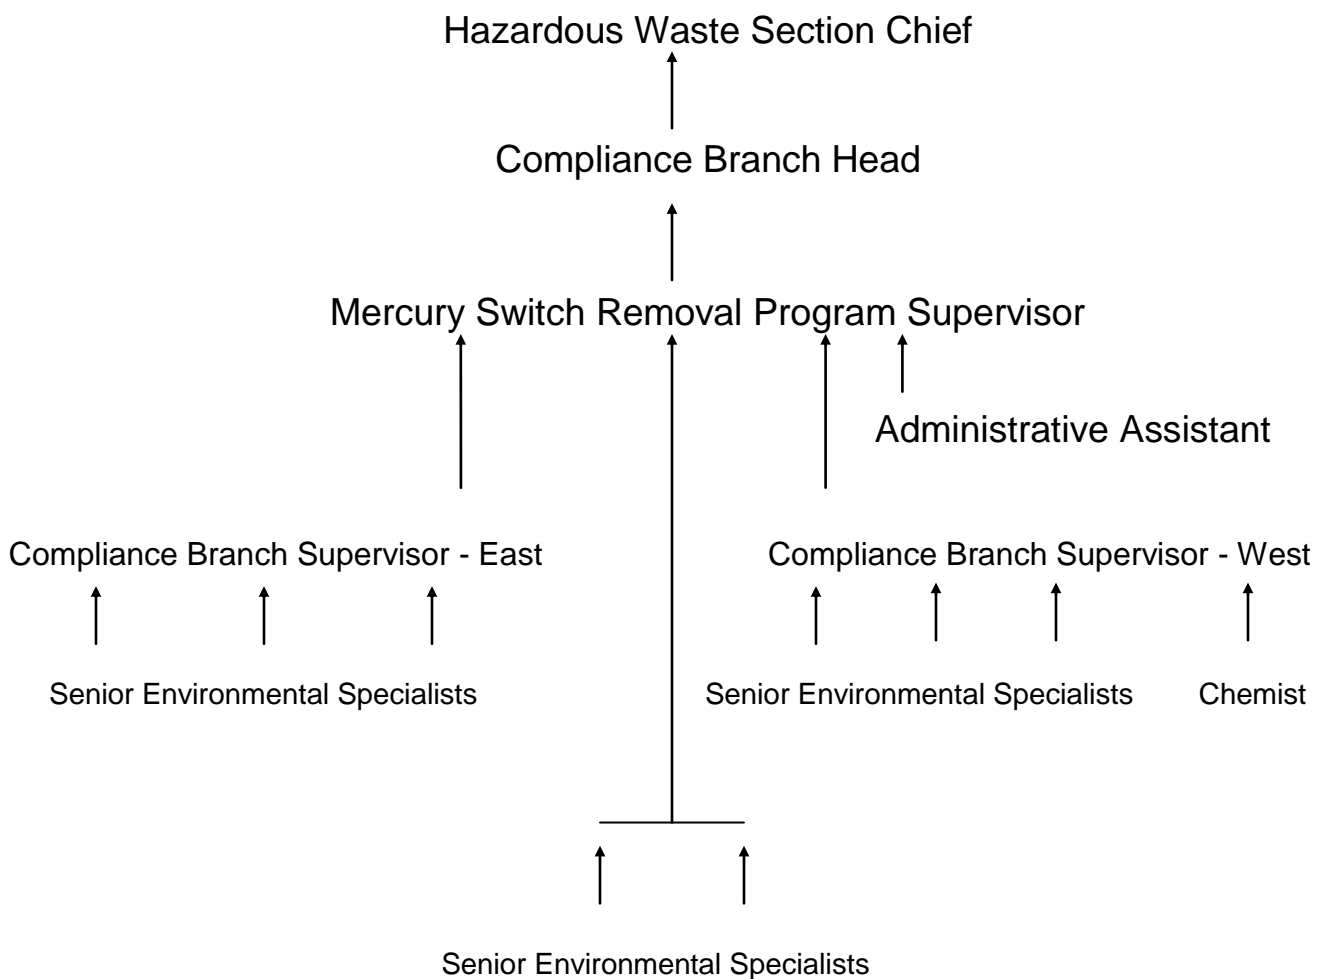 Hazardous Waste Section Chief
Compliance Branch Head
Mercury Switch Removal Program Supervisor
Administrative Assistant
Compliance Branch Supervisor - East
Compliance Branch Supervisor - West
Senior Environmental Specialists
Senior Environmental Specialists
Chemist
Senior Environmental Specialists